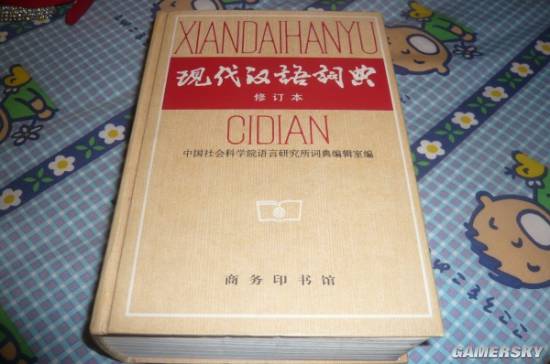 XIANDAIHANYU
现代汉语词典
修订本
CIDIAN
中国社会科学院语言研究所词典编辑室编
商务印书馆
GAMERSKY